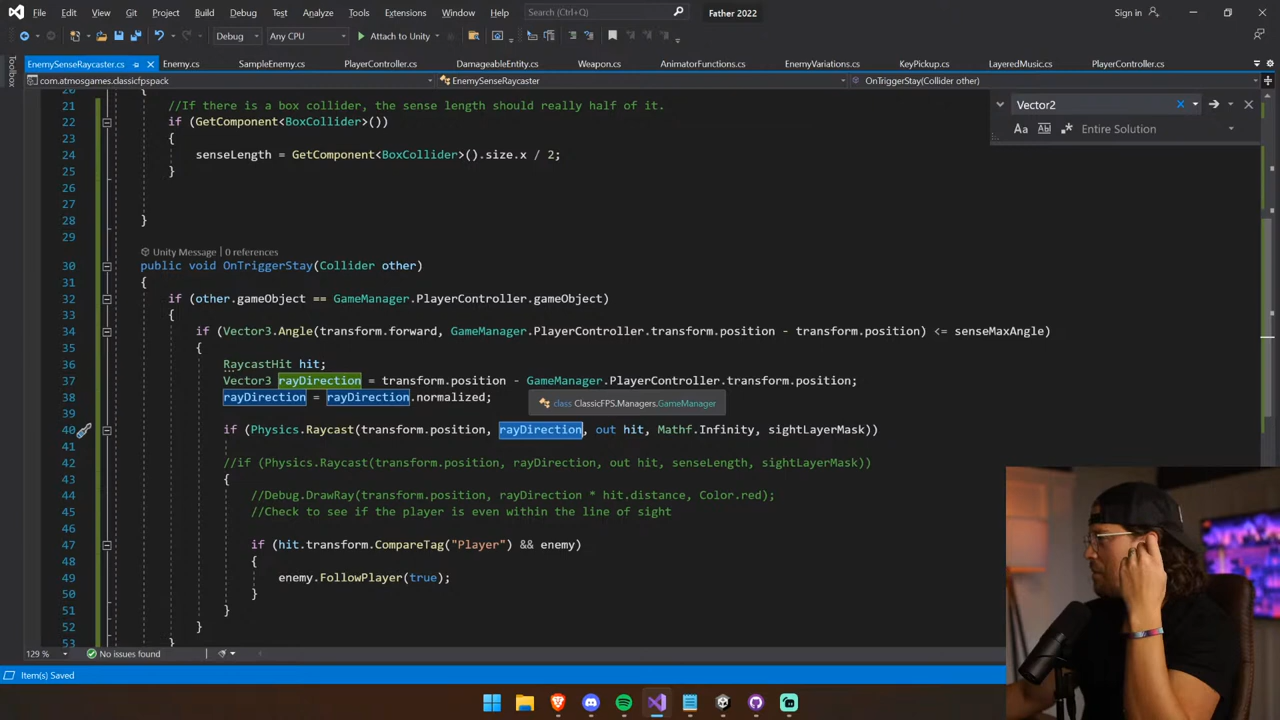 File Edit View Git Project Build Debug Test Analyze Tools Extensions Window Help Search (Ctrl+Q) Father 2022 Sign in
Debug Any CPU Attach to Unity
EnemySenseRaycaster.cs Enemy.cs SampleEnemy.cs PlayerController.cs DamageableEntity.cs Weapon.cs AnimatorFunctions.cs EnemyVariations.cs KeyPickup.cs LayeredMusic.cs PlayerController.cs
Toolbox
com.atmosgames.classicfpspack EnemySenseRaycaster OnTriggerStay(Collider other)
Vector2
Entire Solution
20 {
21 //If there is a box collider, the sense length should really half of it.
22 if (GetComponent<BoxCollider>())
23 {
24 senseLength = GetComponent<BoxCollider>().size.x / 2;
25 }
26
27
28 }
29
Unity Message | 0 references
30 public void OnTriggerStay(Collider other)
31 {
32 if (other.gameObject == GameManager.PlayerController.gameObject)
33 {
34 if (Vector3.Angle(transform.forward, GameManager.PlayerController.transform.position - transform.position) <= senseMaxAngle)
35 {
36 RaycastHit hit;
37 Vector3 rayDirection = transform.position - GameManager.PlayerController.transform.position;
38 rayDirection = rayDirection.normalized;
39 class ClassicFPS.Managers.GameManager
40 if (Physics.Raycast(transform.position, rayDirection, out hit, Mathf.Infinity, sightLayerMask))
41
42 //if (Physics.Raycast(transform.position, rayDirection, out hit, senseLength, sightLayerMask))
43 {
44 //Debug.DrawRay(transform.position, rayDirection * hit.distance, Color.red);
45 //Check to see if the player is even within the line of sight
46
47 if (hit.transform.CompareTag("Player") && enemy)
48 {
49 enemy.FollowPlayer(true);
50 }
51 }
52 }
53 }
129 % No issues found
Item(s) Saved